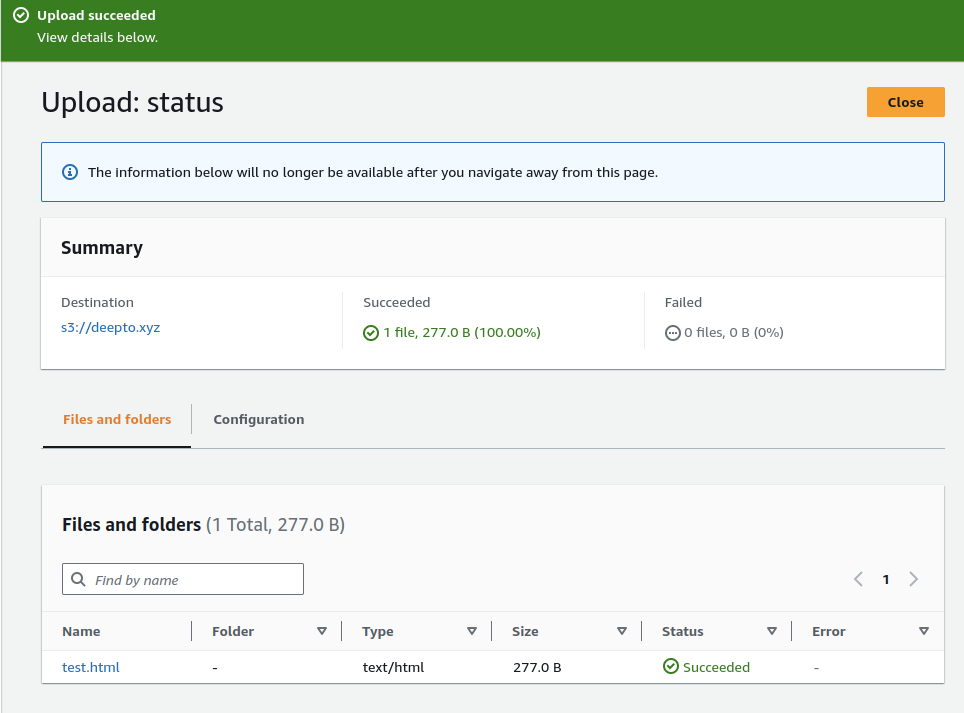 Upload succeeded
View details below.
Upload: status
Close
The information below will no longer be available after you navigate away from this page.
Summary
Destination
s3://deepto.xyz
Succeeded
1 file, 277.0 B (100.00%)
Failed
0 files, 0 B (0%)
Files and folders
Configuration
Files and folders (1 Total, 277.0 B)
Find by name
1
Name Folder Type Size Status Error
test.html - text/html 277.0 B Succeeded -